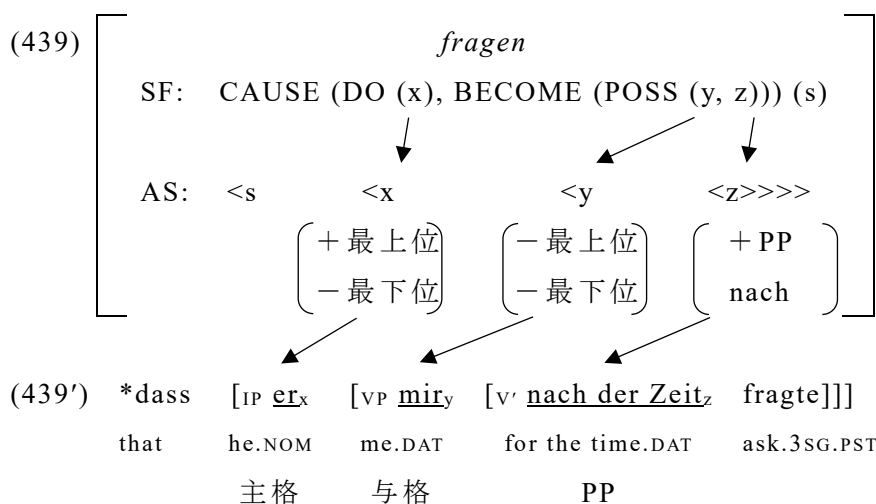 (439) fragen
SF: CAUSE (DO (x), BECOME (POSS (y, z))) (s)
AS: <s <x <y <z>>>>
+最上位 −最上位 +PP
−最下位 −最下位 nach
(439′) *dass [IP erx [VP miry [V′ nach der Zeitz fragte]]]
that he.NOM me.DAT for the time.DAT ask.3SG.PST
主格 与格 PP